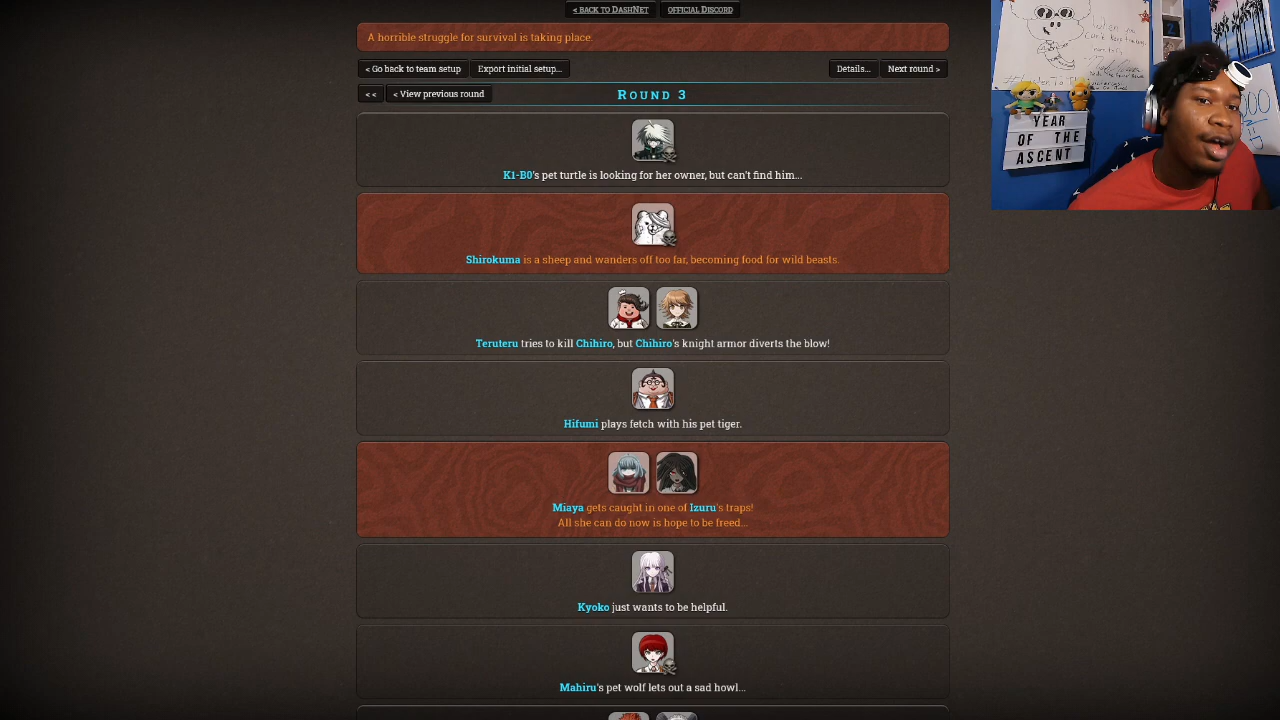 < BACK TO DASHNET
OFFICIAL DISCORD
A horrible struggle for survival is taking place.
< Go back to team setup
Export initial setup...
Details...
Next round >
< <
< View previous round
ROUND 3
K1-B0's pet turtle is looking for her owner, but can't find him...
Shirokuma is a sheep and wanders off too far, becoming food for wild beasts.
Teruteru tries to kill Chihiro, but Chihiro's knight armor diverts the blow!
Hifumi plays fetch with his pet tiger.
Miaya gets caught in one of Izuru's traps!
All she can do now is hope to be freed...
Kyoko just wants to be helpful.
Mahiru's pet wolf lets out a sad howl...
YEAR
OF THE
ASCENT